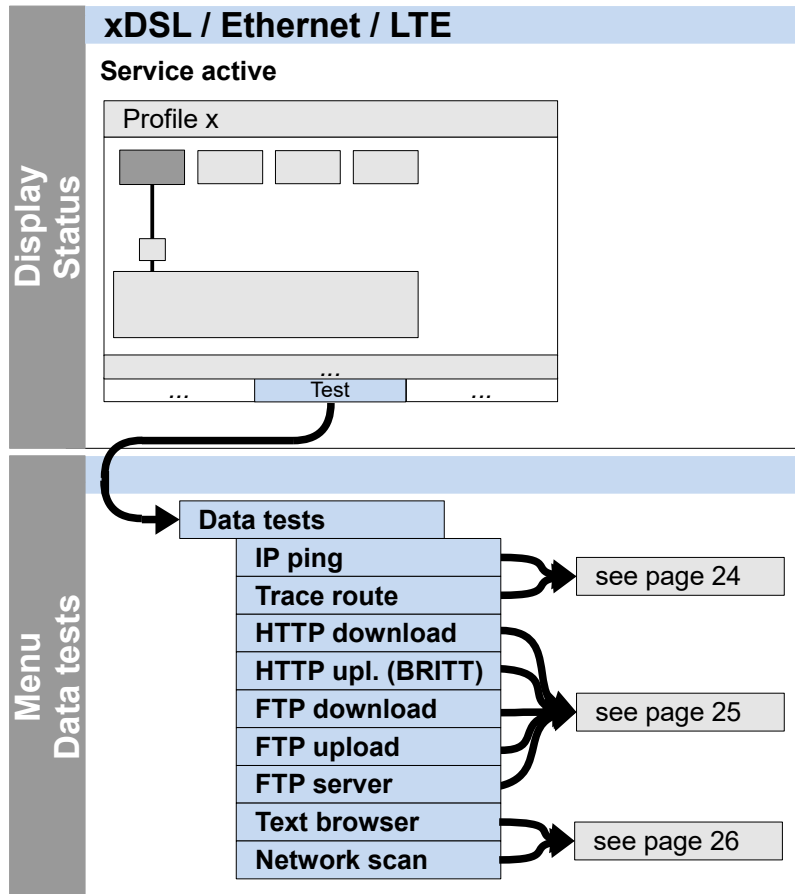 xDSL / Ethernet / LTE
Display
Status
Service active
Profile x
...
... Test ...
Menu
Data tests
Data tests
IP ping
Trace route
see page 24
HTTP download
HTTP upl. (BRITT)
FTP download
see page 25
FTP upload
FTP server
Text browser
see page 26
Network scan